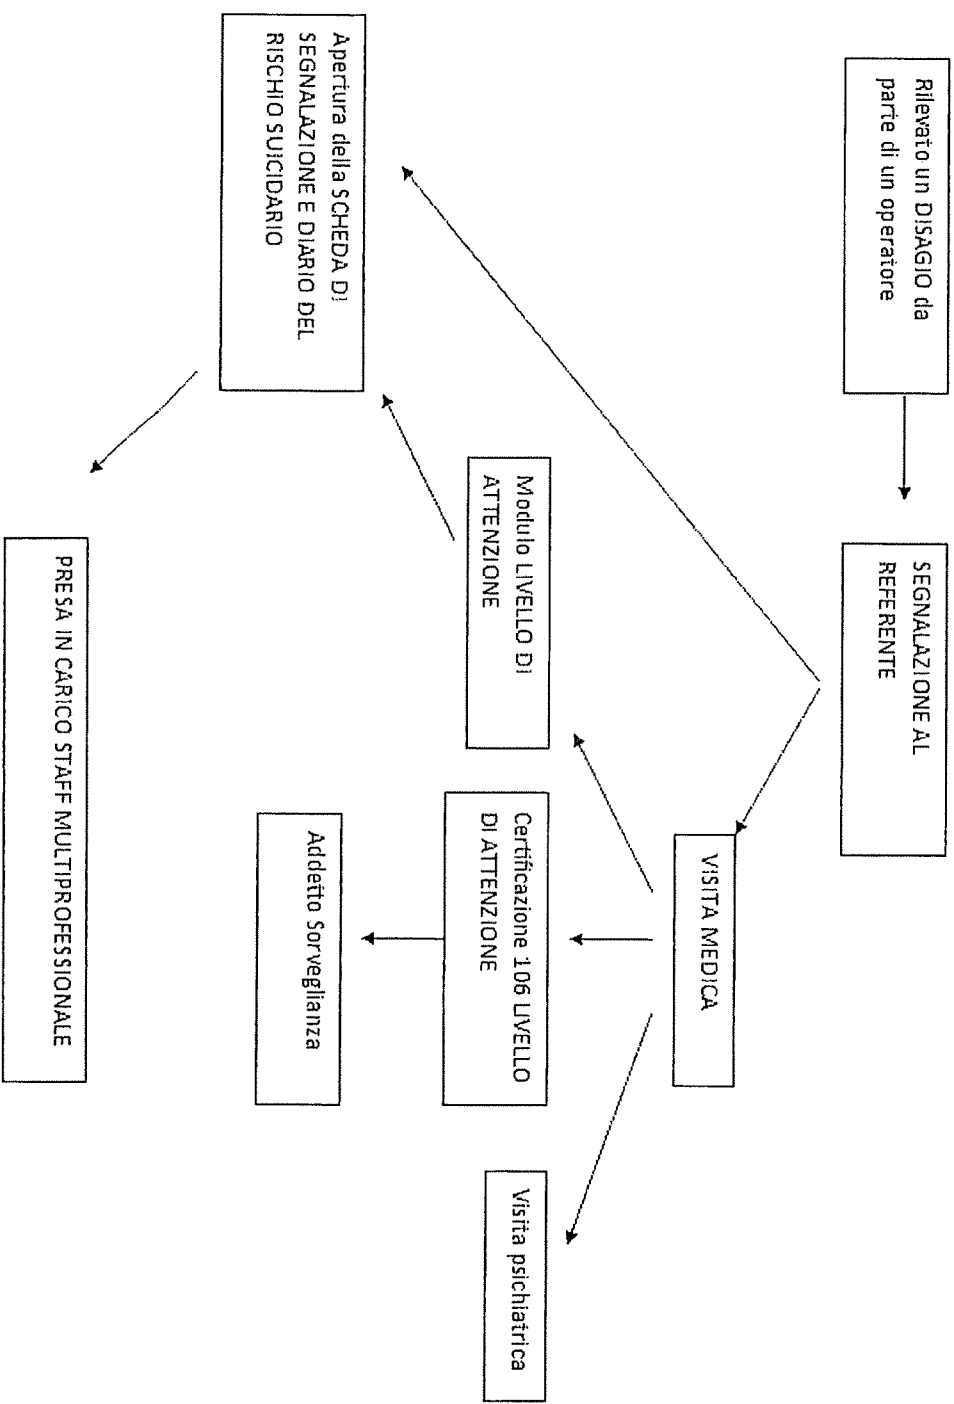 Rilevato un DISAGIO da
parte di un operatore
SEGNALAZIONE AL
REFERENTE
VISITA MEDICA
Modulo LIVELLO DI
ATTENZIONE
Certificazione 106 LIVELLO
DI ATTENZIONE
Visita psichiatrica
Apertura della SCHEDA DI
SEGNALAZIONE E DIARIO DEL
RISCHIO SUICIDARIO
Addetto Sorveglianza
PRESA IN CARICO STAFF MULTIPROFESSIONALE